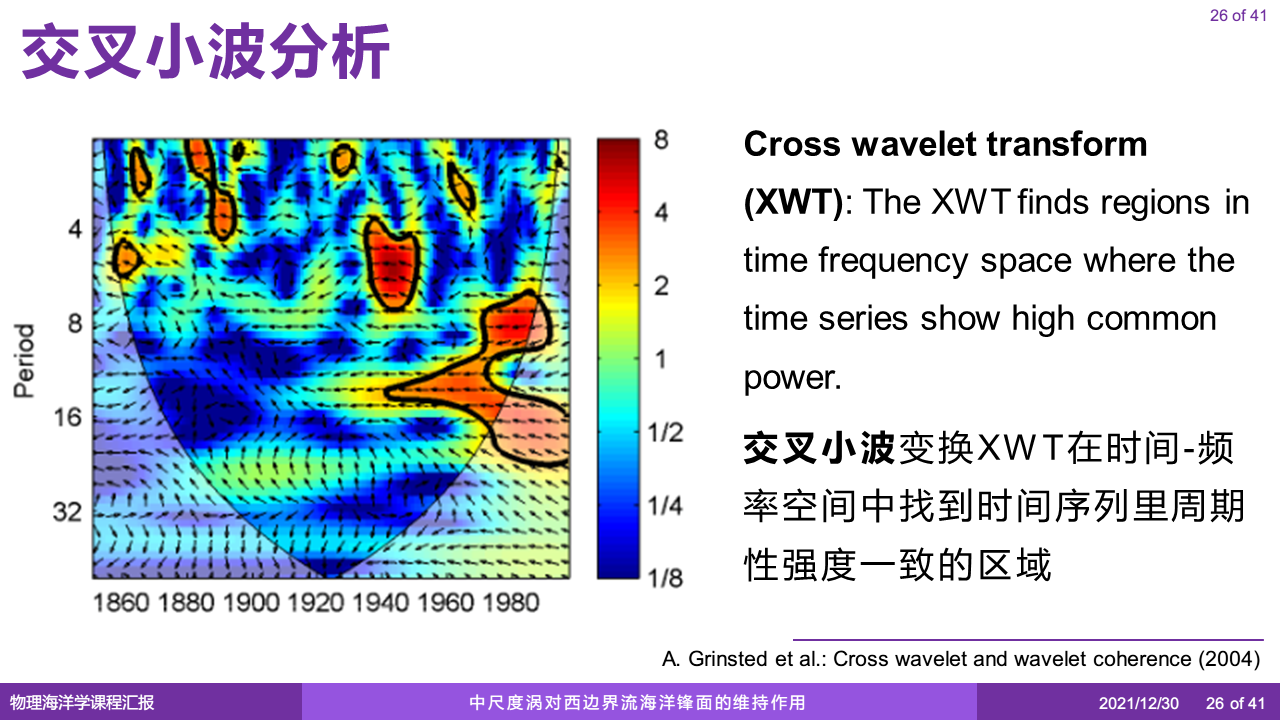 26 of 41
交叉小波分析
8
4
2
1
1/2
1/4
1/8
Period
4
8
16
32
1860 1880 1900 1920 1940 1960 1980
Cross wavelet transform
(XWT): The XWT finds regions in
time frequency space where the
time series show high common
power.
交叉小波变换XWT在时间-频
率空间中找到时间序列里周期
性强度一致的区域
A. Grinsted et al.: Cross wavelet and wavelet coherence (2004)
物理海洋学课程汇报
中尺度涡对西边界流海洋锋面的维持作用
2021/12/30
26 of 41